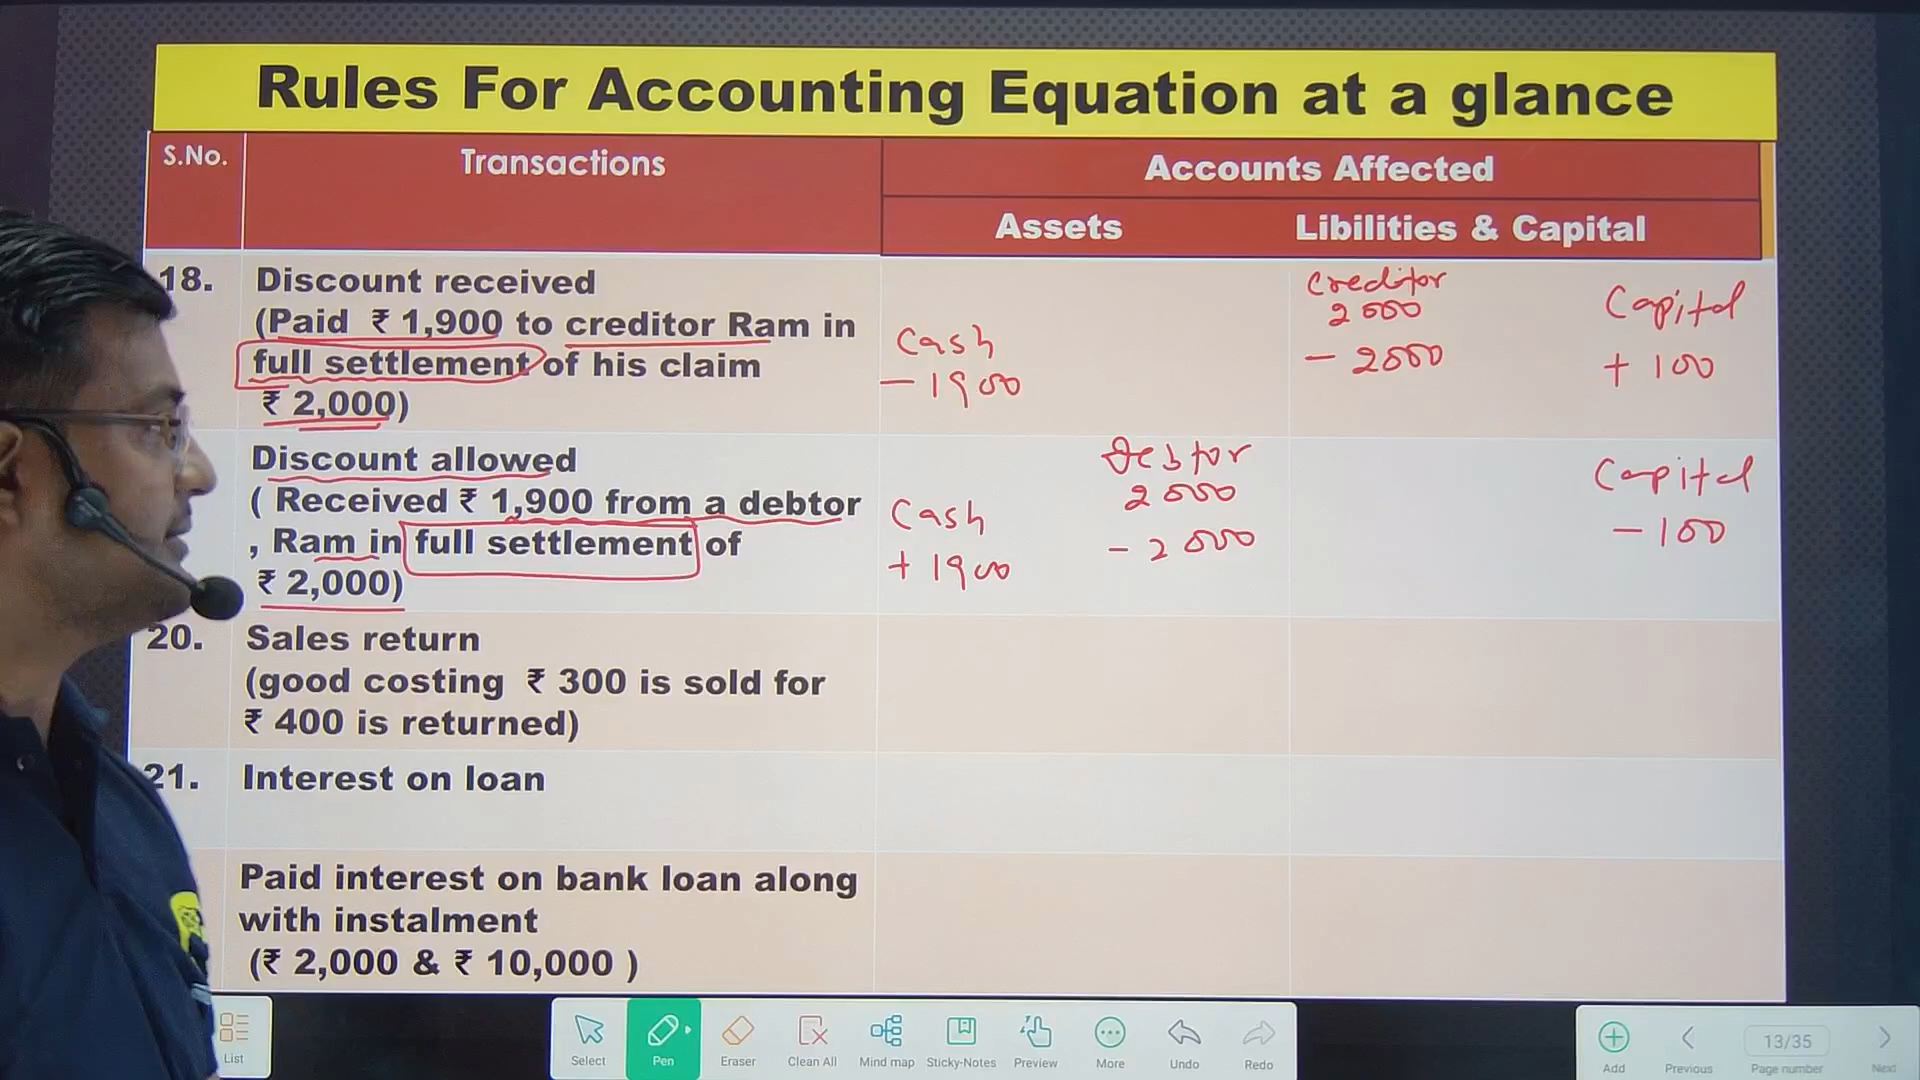 Rules For Accounting Equation at a glance
S.No. Transactions Accounts Affected
Assets Libilities & Capital
18. Discount received
(Paid ₹ 1,900 to creditor Ram in
full settlement of his claim
₹ 2,000)
Cash
- 1900
Creditor
2000
- 2000
Capital
+ 100
Discount allowed
( Received ₹ 1,900 from a debtor
, Ram in full settlement of
₹ 2,000)
Cash
+ 1900
Debtor
2000
- 2000
Capital
- 100
20. Sales return
(good costing ₹ 300 is sold for
₹ 400 is returned)
21. Interest on loan
Paid interest on bank loan along
with instalment
(₹ 2,000 & ₹ 10,000 )
List Select Pen Eraser Clean All Mind map Sticky-Notes Preview More Undo Redo Add Previous Page number Next
13/35